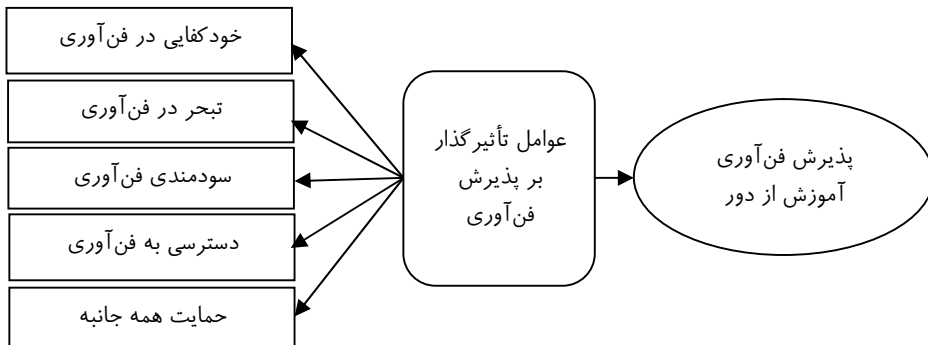 خودکفایی در فن‌آوری
تبحر در فن‌آوری
سودمندی فن‌آوری
دسترسی به فن‌آوری
حمایت همه جانبه
عوامل تأثیرگذار
بر پذیرش
فن‌آوری
پذیرش فن‌آوری
آموزش از دور